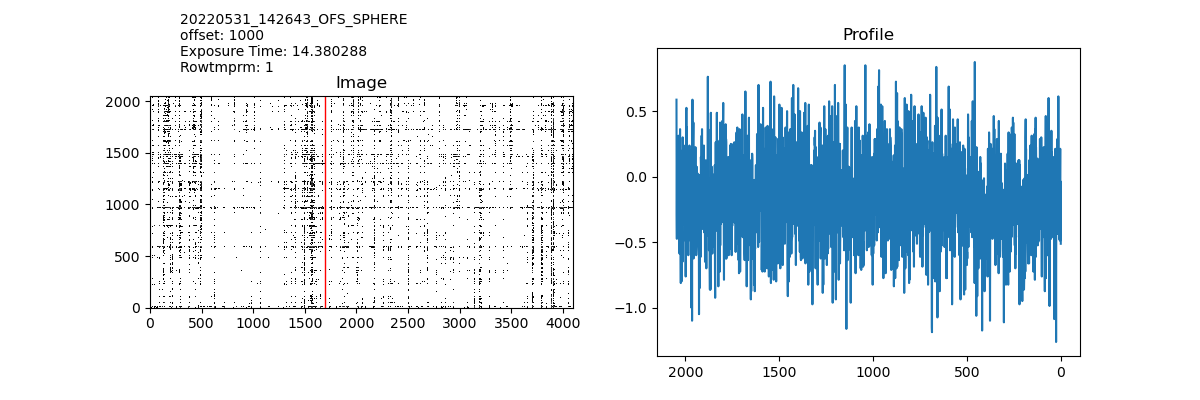 20220531_142643_OFS_SPHERE
offset: 1000
Exposure Time: 14.380288
Rowtmprm: 1
Image
2000
1500
1000
500
0
0 500 1000 1500 2000 2500 3000 3500 4000
Profile
0.5
0.0
−0.5
−1.0
2000 1500 1000 500 0